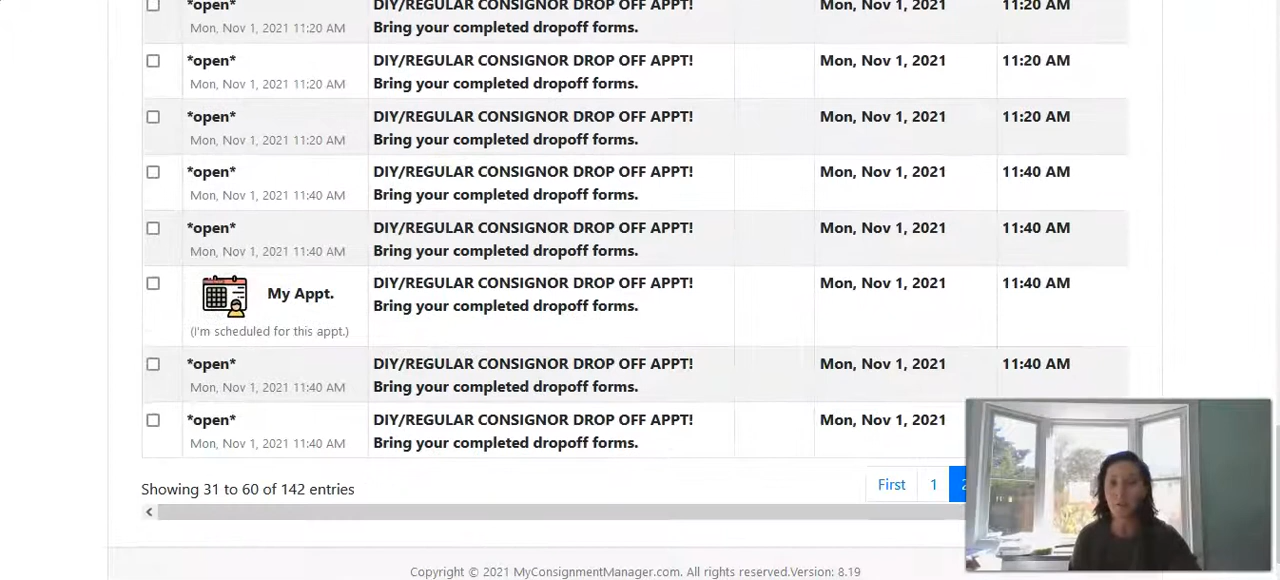 *open* DIY/REGULAR CONSIGNOR DROP OFF APPT! Mon, Nov 1, 2021 11:20 AM
Mon, Nov 1, 2021 11:20 AM Bring your completed dropoff forms.
*open* DIY/REGULAR CONSIGNOR DROP OFF APPT! Mon, Nov 1, 2021 11:20 AM
Mon, Nov 1, 2021 11:20 AM Bring your completed dropoff forms.
*open* DIY/REGULAR CONSIGNOR DROP OFF APPT! Mon, Nov 1, 2021 11:20 AM
Mon, Nov 1, 2021 11:20 AM Bring your completed dropoff forms.
*open* DIY/REGULAR CONSIGNOR DROP OFF APPT! Mon, Nov 1, 2021 11:40 AM
Mon, Nov 1, 2021 11:40 AM Bring your completed dropoff forms.
*open* DIY/REGULAR CONSIGNOR DROP OFF APPT! Mon, Nov 1, 2021 11:40 AM
Mon, Nov 1, 2021 11:40 AM Bring your completed dropoff forms.
My Appt. DIY/REGULAR CONSIGNOR DROP OFF APPT! Mon, Nov 1, 2021 11:40 AM
Bring your completed dropoff forms.
(I'm scheduled for this appt.)
*open* DIY/REGULAR CONSIGNOR DROP OFF APPT! Mon, Nov 1, 2021 11:40 AM
Mon, Nov 1, 2021 11:40 AM Bring your completed dropoff forms.
*open* DIY/REGULAR CONSIGNOR DROP OFF APPT! Mon, Nov 1, 2021
Mon, Nov 1, 2021 11:40 AM Bring your completed dropoff forms.
Showing 31 to 60 of 142 entries First 1 2
Copyright © 2021 MyConsignmentManager.com. All rights reserved.Version: 8.19